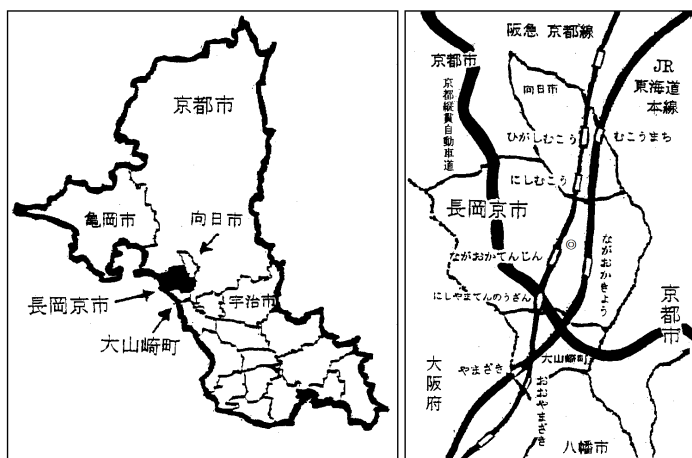 京都市
亀岡市
向日市
長岡京市
宇治市
大山崎町
阪急 京都線
JR
東海道
本線
京都市
向日市
京都縦貫自動車道
ひがしむこう
むこうまち
にしむこう
長岡京市
ながおかてんじん
ながおかきょう
にしやまてんのうざん
京都市
大山崎町
やまざき
おおやまざき
大阪府
八幡市